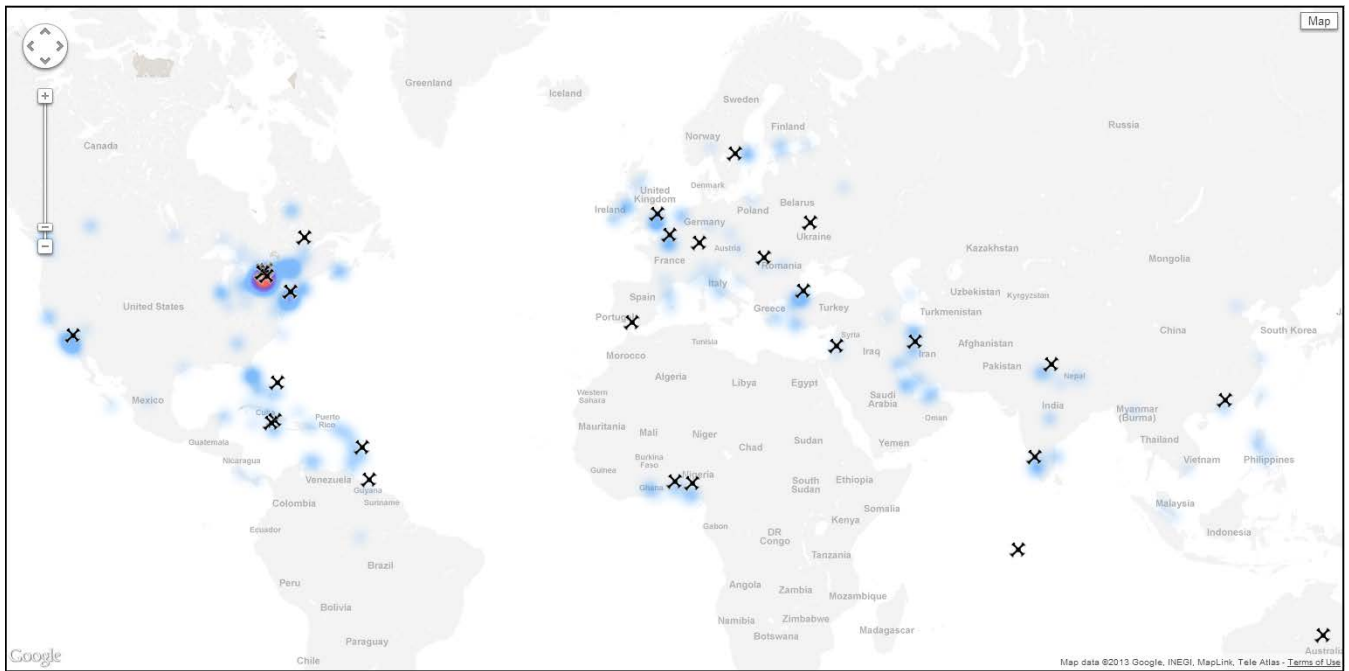 Map
Greenland
Iceland
Sweden
Finland
Norway
Russia
Canada
United
Kingdom
Denmark
Ireland
Belarus
Poland
Germany
Ukraine
Austria
France
Kazakhstan
Mongolia
Romania
Italy
Spain
Uzbekistan
Kyrgyzstan
United States
Greece
Turkey
Turkmenistan
Portugal
China
South Korea
Tunisia
Syria
Iraq
Iran
Afghanistan
Morocco
Pakistan
Algeria
Libya
Egypt
Nepal
Mexico
Western
Sahara
Saudi
Arabia
India
Myanmar
(Burma)
Cuba
Puerto
Rico
Oman
Mauritania
Mali
Niger
Chad
Sudan
Yemen
Thailand
Guatemala
Nicaragua
Burkina
Faso
Guinea
Nigeria
Vietnam
Philippines
Venezuela
Guyana
Suriname
Ghana
South
Sudan
Ethiopia
Colombia
Somalia
Malaysia
Ecuador
Gabon
DR
Congo
Kenya
Indonesia
Tanzania
Brazil
Peru
Angola
Zambia
Mozambique
Bolivia
Namibia
Zimbabwe
Botswana
Madagascar
Paraguay
Chile
Australi
Google
Map data ©2013 Google, INEGI, MapLink, Tele Atlas - Terms of Use